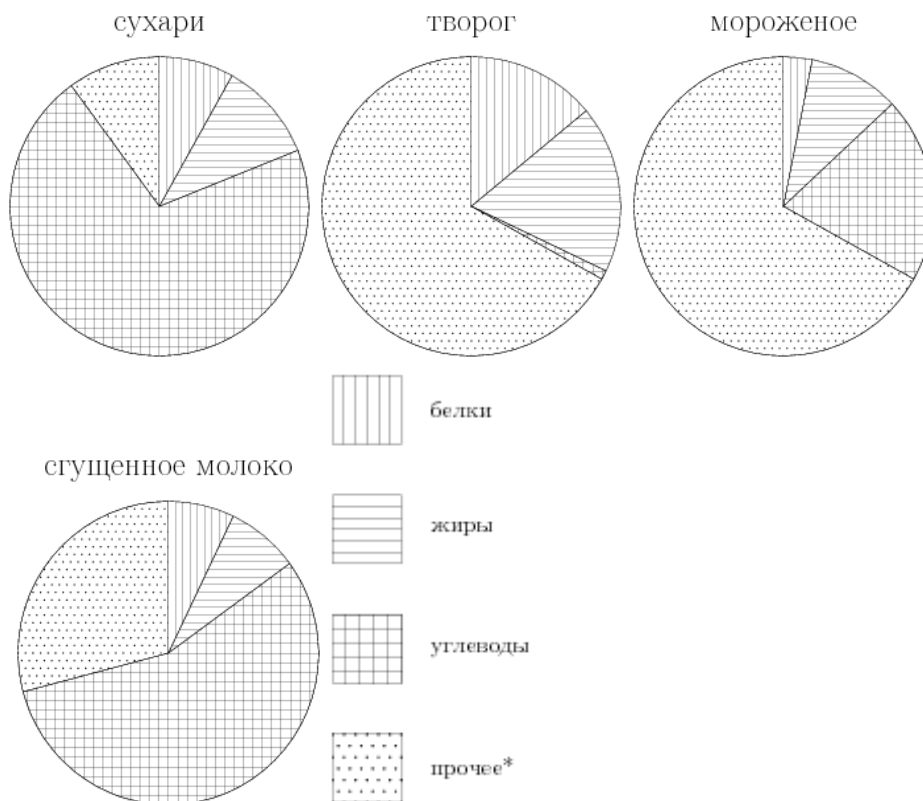 сухари
творог
мороженое
сгущенное молоко
белки
жиры
углеводы
прочее*